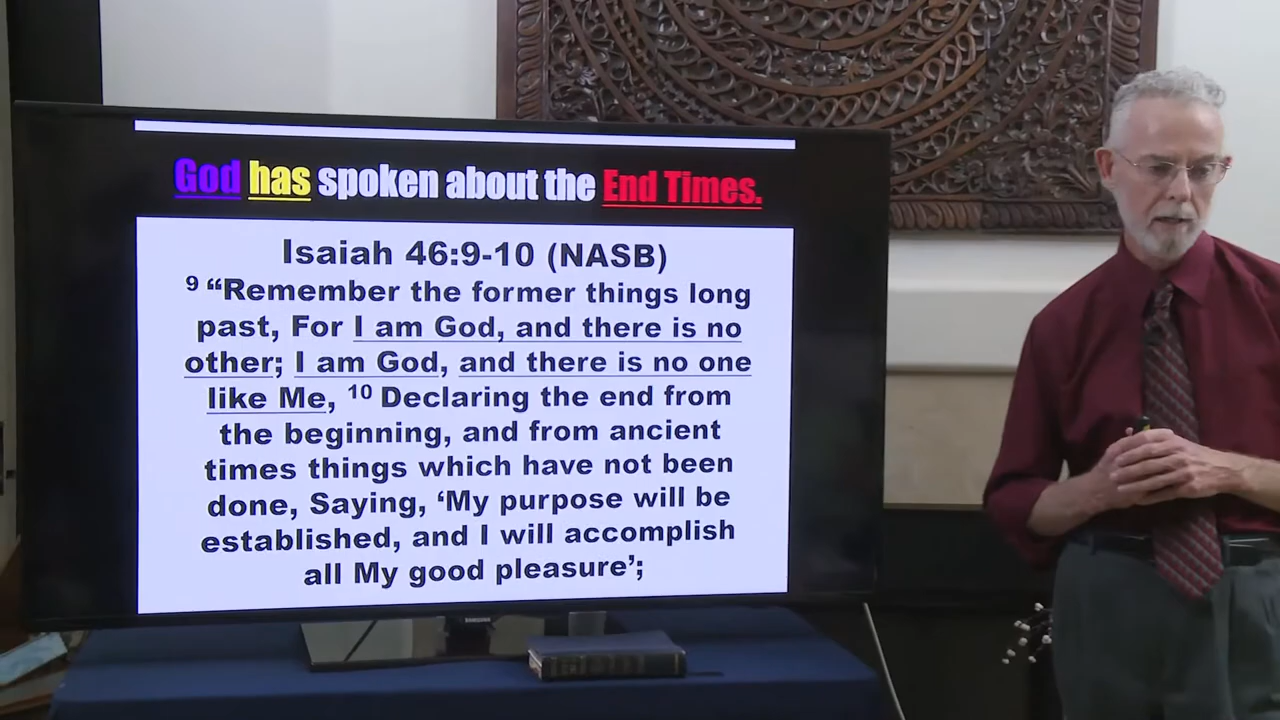 God has spoken about the End Times.
Isaiah 46:9-10 (NASB)
9 “Remember the former things long
past, For I am God, and there is no
other; I am God, and there is no one
like Me, 10 Declaring the end from
the beginning, and from ancient
times things which have not been
done, Saying, ‘My purpose will be
established, and I will accomplish
all My good pleasure’;
SAMSUNG